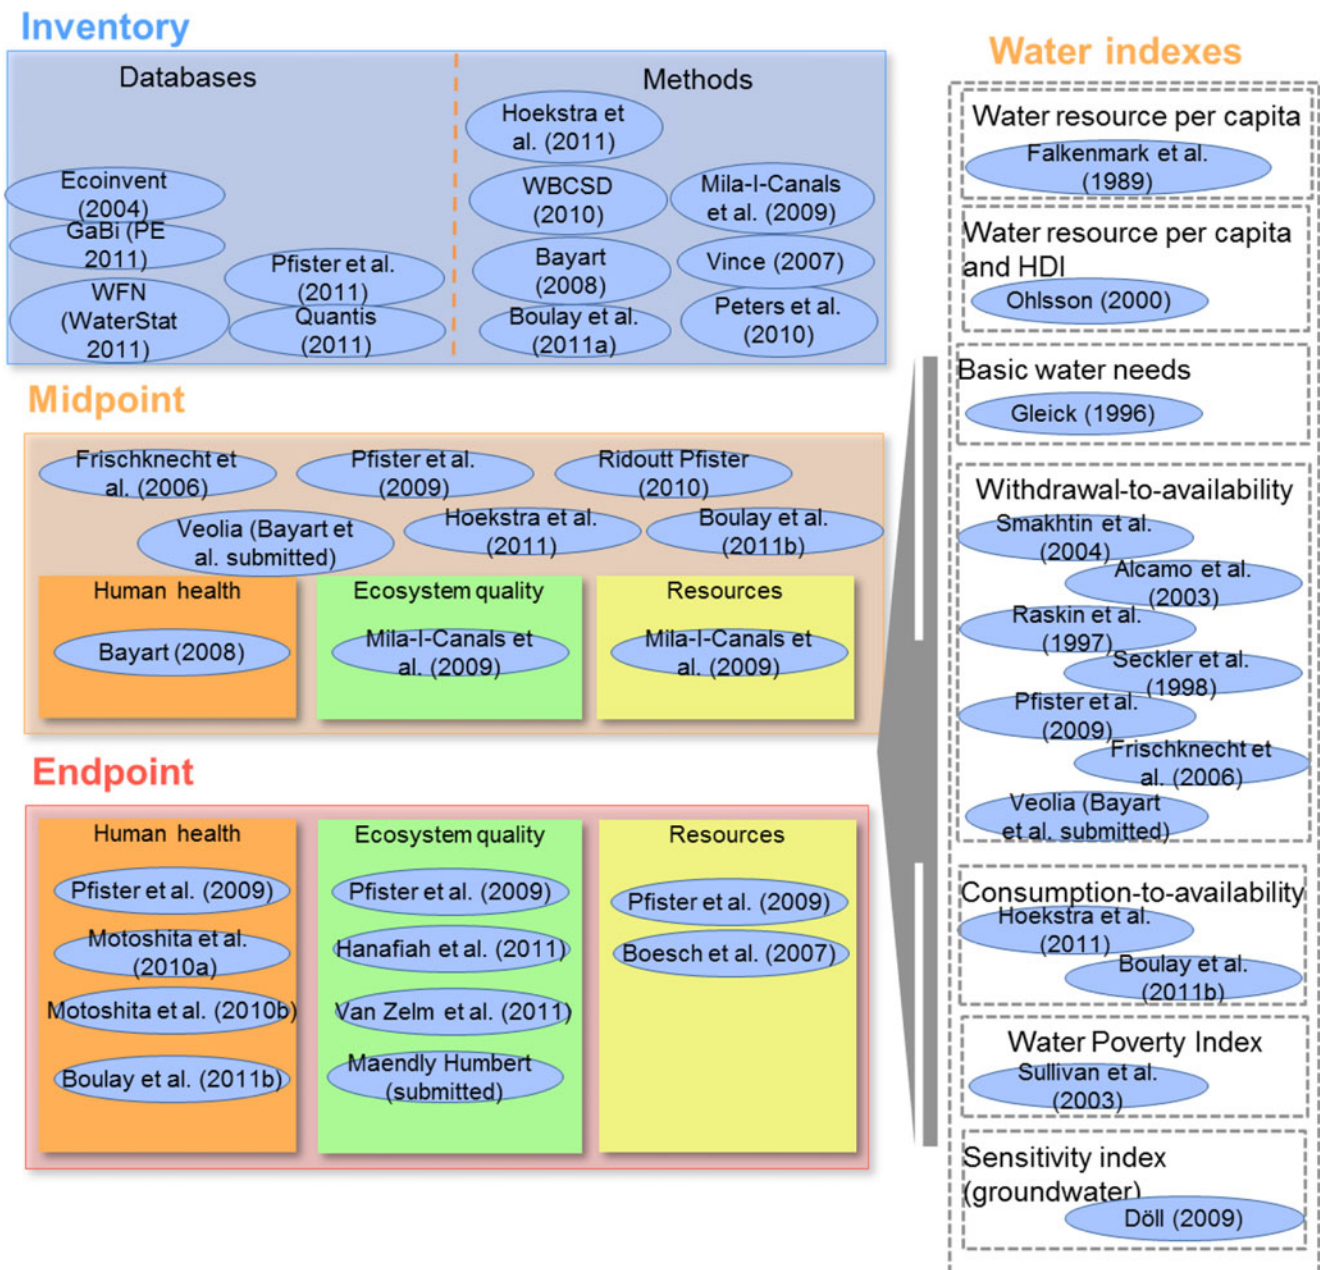 Inventory
Databases
Methods
Ecoinvent
(2004)
GaBi (PE
2011)
WFN
(WaterStat
2011)
Pfister et al.
(2011)
Quantis
(2011)
Hoekstra et
al. (2011)
WBCSD
(2010)
Bayart
(2008)
Boulay et al.
(2011a)
Mila-I-Canals
et al. (2009)
Vince (2007)
Peters et al.
(2010)
Midpoint
Frischknecht et
al. (2006)
Pfister et al.
(2009)
Ridoutt Pfister
(2010)
Veolia (Bayart et
al. submitted)
Hoekstra et al.
(2011)
Boulay et al.
(2011b)
Human health
Bayart (2008)
Ecosystem quality
Mila-I-Canals et
al. (2009)
Resources
Mila-I-Canals et
al. (2009)
Endpoint
Human health
Pfister et al. (2009)
Motoshita et al.
(2010a)
Motoshita et al. (2010b)
Boulay et al. (2011b)
Ecosystem quality
Pfister et al. (2009)
Hanafiah et al. (2011)
Van Zelm et al. (2011)
Maendly Humbert
(submitted)
Resources
Pfister et al. (2009)
Boesch et al. (2007)
Water indexes
Water resource per capita
Falkenmark et al.
(1989)
Water resource per capita
and HDI
Ohlsson (2000)
Basic water needs
Gleick (1996)
Withdrawal-to-availability
Smakhtin et al.
(2004)
Alcamo et al.
(2003)
Raskin et al.
(1997)
Seckler et al.
(1998)
Pfister et al.
(2009)
Frischknecht et
al. (2006)
Veolia (Bayart
et al. submitted)
Consumption-to-availability
Hoekstra et al.
(2011)
Boulay et al.
(2011b)
Water Poverty Index
Sullivan et al.
(2003)
Sensitivity index
(groundwater)
Döll (2009)